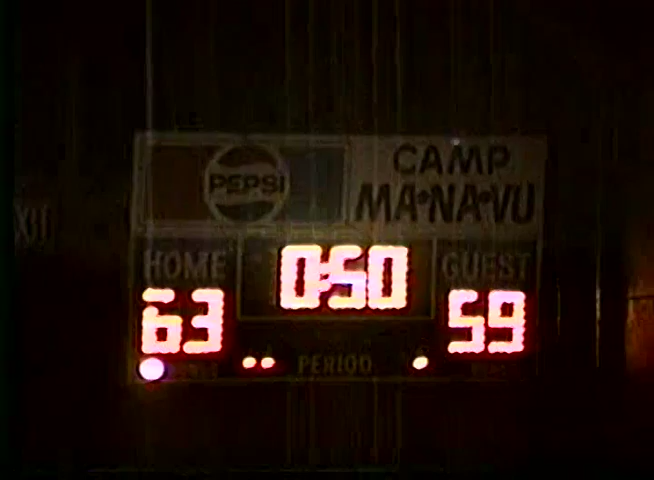 PEPSI
CAMP
MA•NA•VU
HOME
0:50
GUEST
63
59
PERIOD